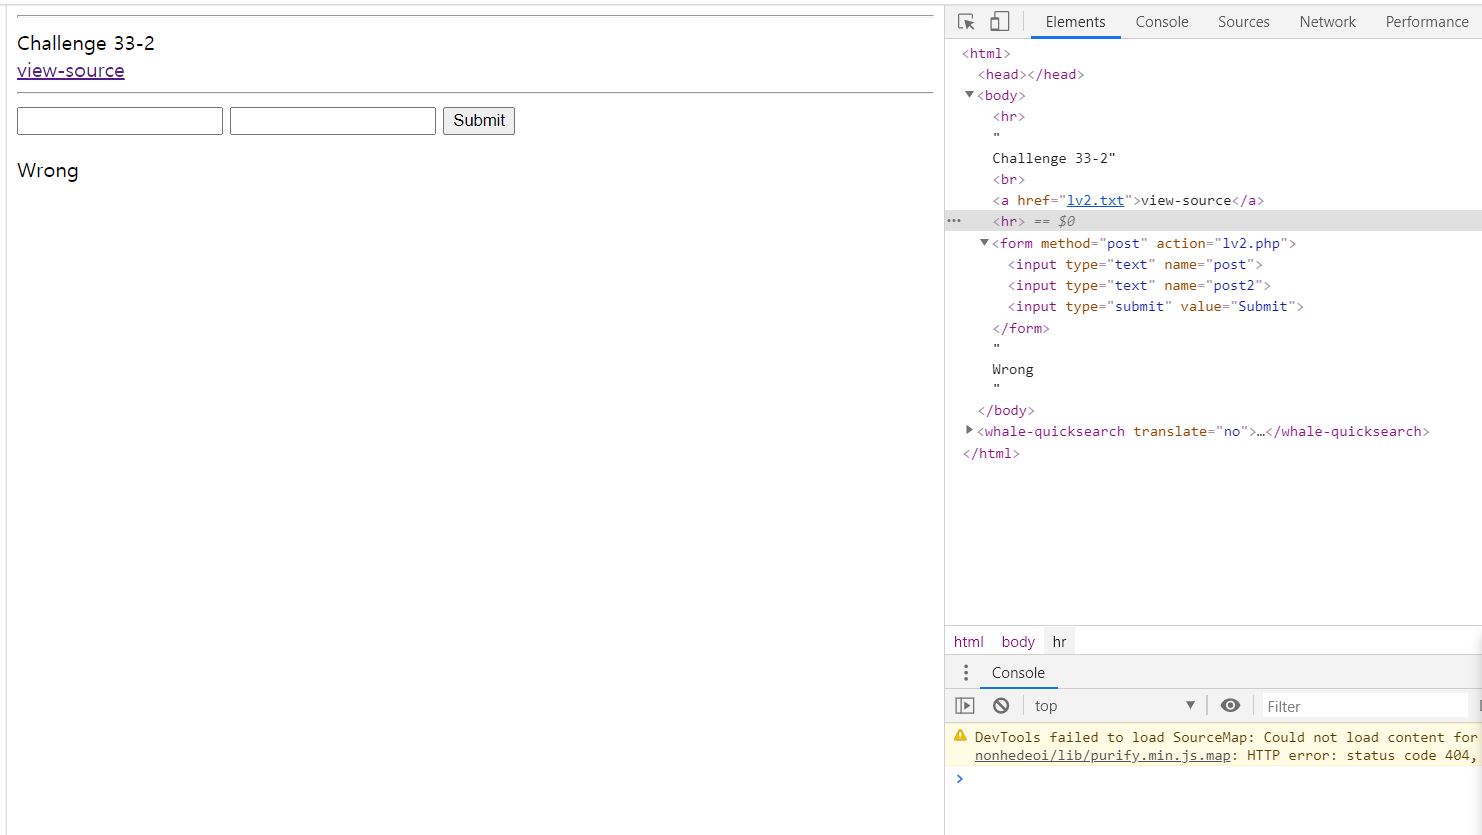 Challenge 33-2
view-source
Submit
Wrong
Elements Console Sources Network Performance
<html>
<head></head>
<body>
<hr>
"
Challenge 33-2"
<br>
<a href="lv2.txt">view-source</a>
<hr> == $0
<form method="post" action="lv2.php">
<input type="text" name="post">
<input type="text" name="post2">
<input type="submit" value="Submit">
</form>
"
Wrong
"
</body>
<whale-quicksearch translate="no">…</whale-quicksearch>
</html>
html body hr
Console
top Filter
DevTools failed to load SourceMap: Could not load content for
nonhedeoi/lib/purify.min.js.map: HTTP error: status code 404,